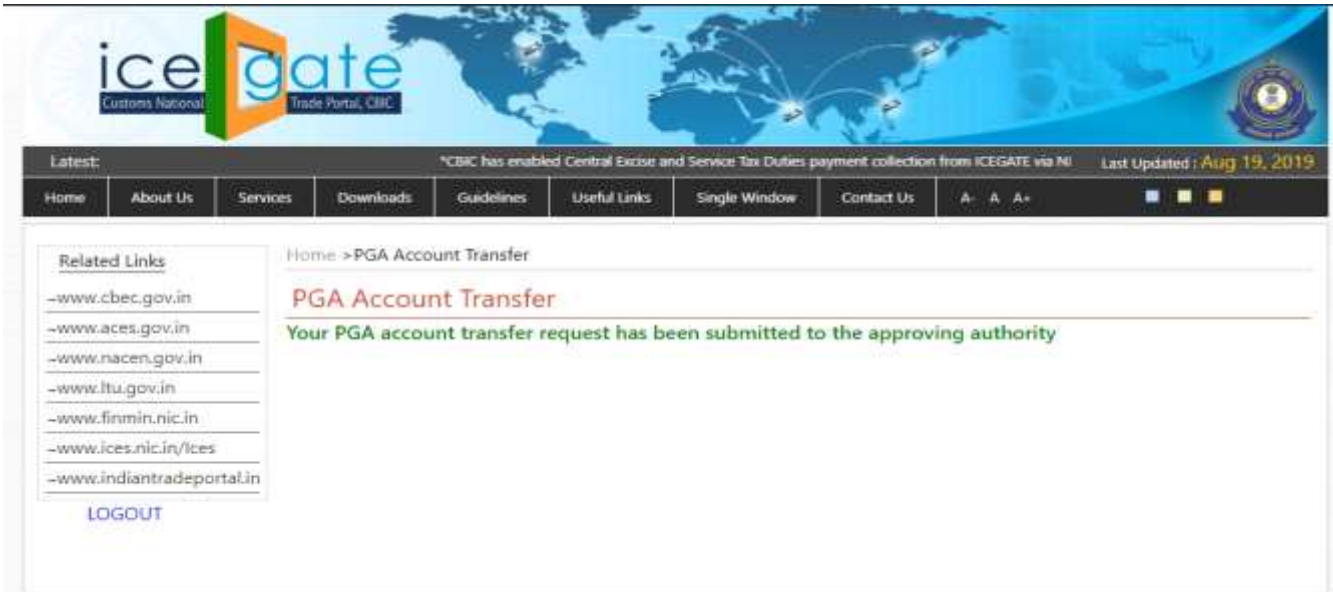 ice gate
Customs National Trade Portal, CBIC
Latest: *CBIC has enabled Central Excise and Service Tax Duties payment collection from ICEGATE via NI Last Updated : Aug 19, 2019
Home About Us Services Downloads Guidelines Useful Links Single Window Contact Us A- A A+
Related Links
Home >PGA Account Transfer
~www.cbec.gov.in
PGA Account Transfer
~www.aces.gov.in
Your PGA account transfer request has been submitted to the approving authority
~www.nacen.gov.in
~www.ltu.gov.in
~www.finmin.nic.in
~www.ices.nic.in/Ices
~www.indiantradeportal.in
LOGOUT